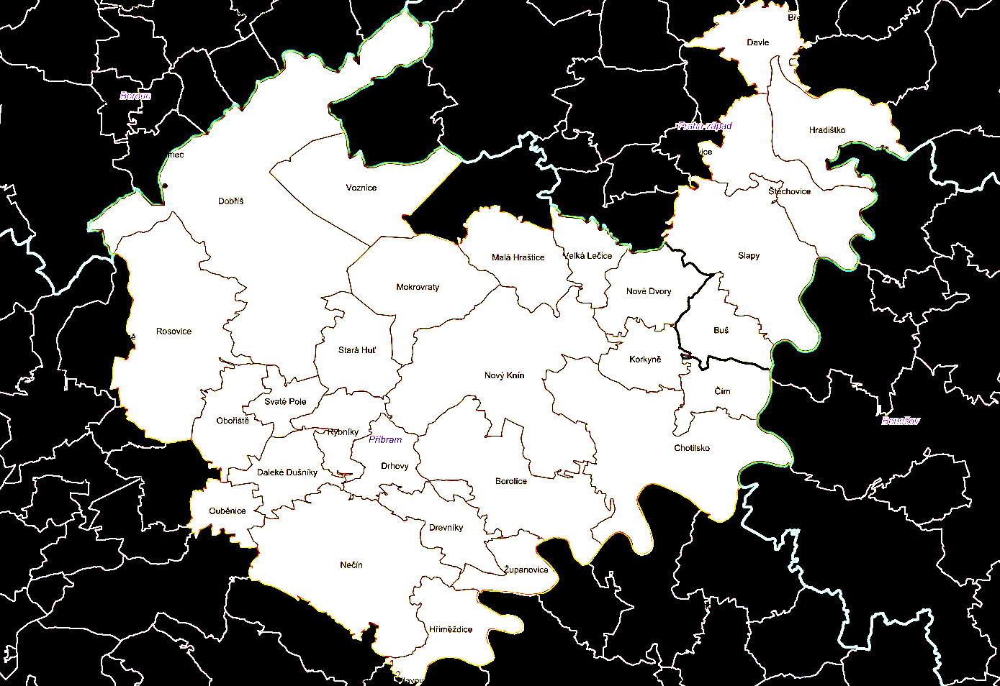 Davle
Beroun
Praha-západ
Hradištko
Voznice
Štěchovice
Dobříš
Malá Hraštice
Velká Lečice
Slapy
Mokrovraty
Nové Dvory
Rosovice
Buš
Stará Huť
Korkyně
Nový Knín
Čím
Svaté Pole
Obořiště
Benešov
Rybníky
Příbram
Chotilsko
Drhovy
Daleké Dušníky
Borotice
Ouběnice
Drevníky
Nečín
Županovice
Hřiměždice